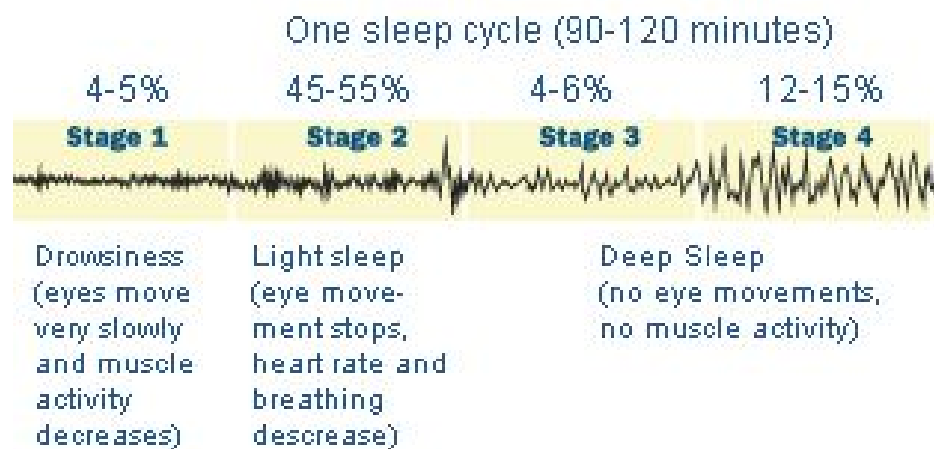 One sleep cycle (90-120 minutes)
4-5% 45-55% 4-6% 12-15%
Stage 1 Stage 2 Stage 3 Stage 4
Drowsiness
(eyes move
very slowly
and muscle
activity
decreases)
Light sleep
(eye move-
ment stops,
heart rate and
breathing
descrease)
Deep Sleep
(no eye movements,
no muscle activity)